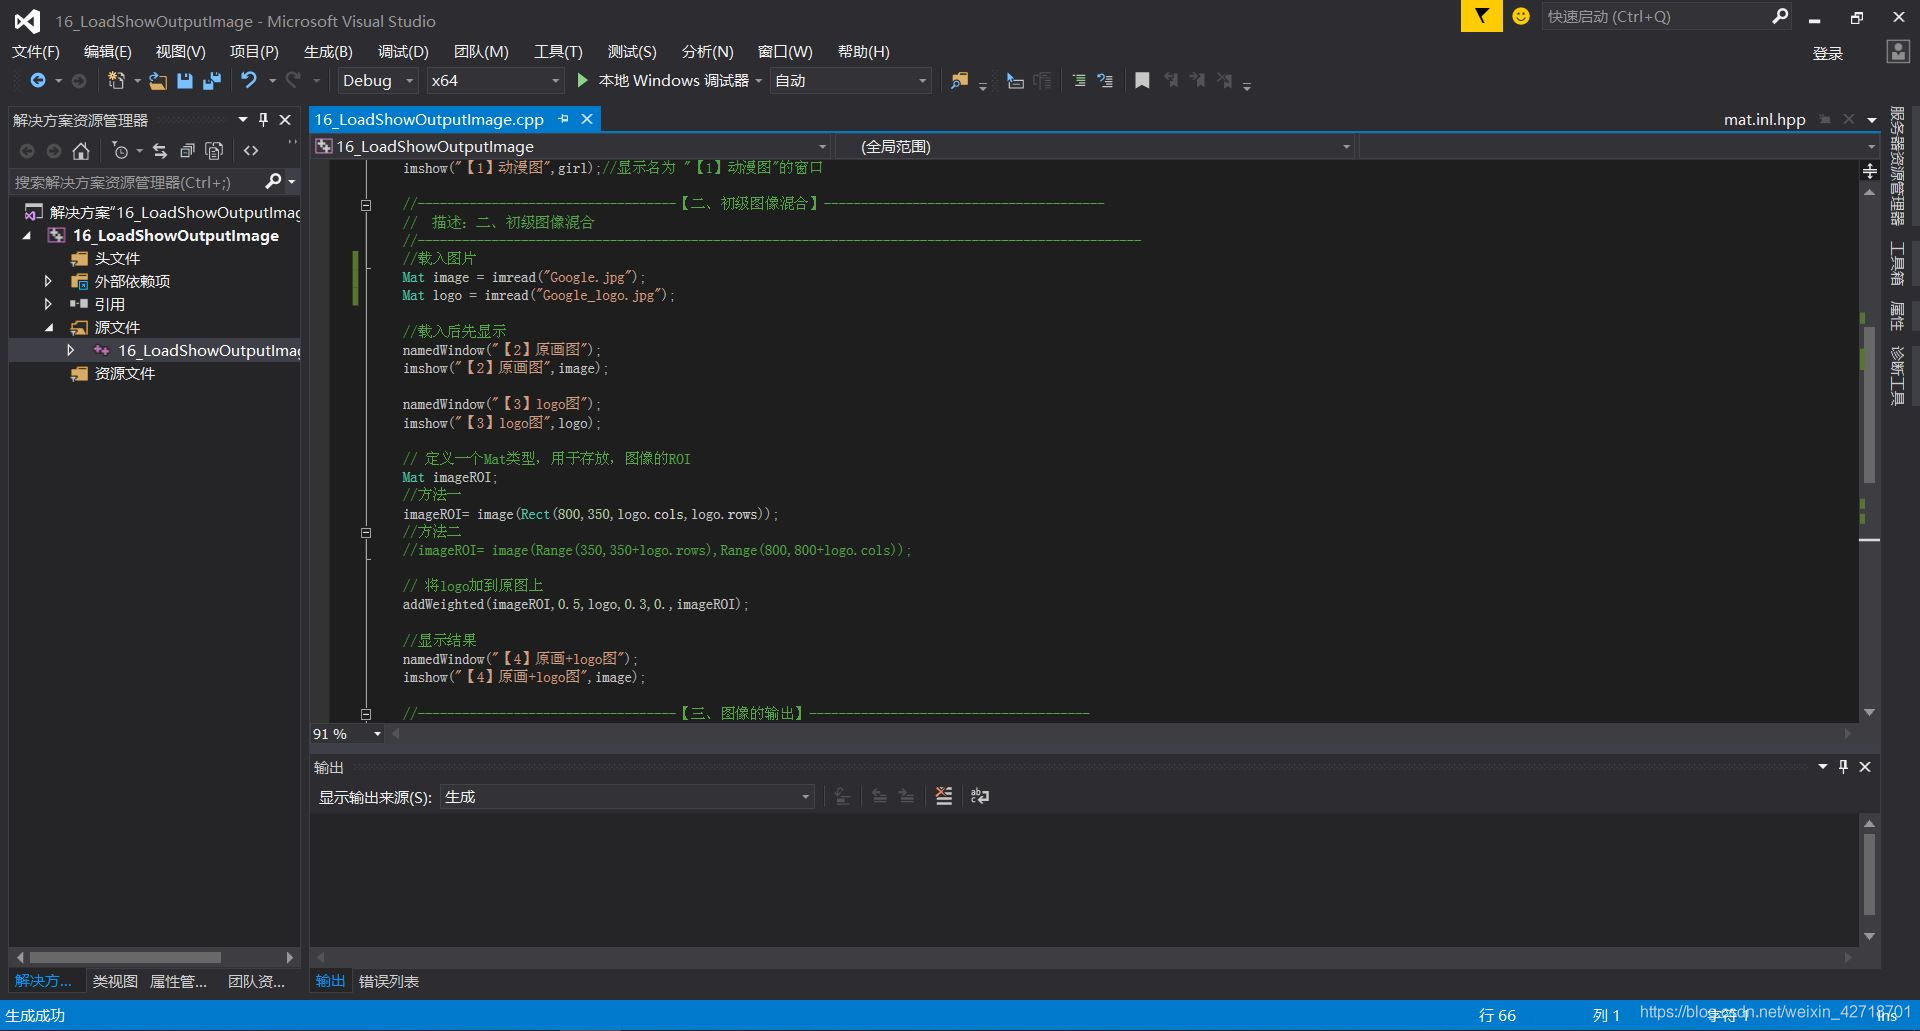 16_LoadShowOutputImage - Microsoft Visual Studio
快速启动 (Ctrl+Q)
文件(F) 编辑(E) 视图(V) 项目(P) 生成(B) 调试(D) 团队(M) 工具(T) 测试(S) 分析(N) 窗口(W) 帮助(H)
登录
Debug x64 本地 Windows 调试器 自动
解决方案资源管理器
搜索解决方案资源管理器(Ctrl+;)
解决方案"16_LoadShowOutputImag
16_LoadShowOutputImage
头文件
外部依赖项
引用
源文件
16_LoadShowOutputImag
资源文件
解决方... 类视图 属性管... 团队资...
16_LoadShowOutputImage.cpp
mat.inl.hpp
16_LoadShowOutputImage (全局范围)
imshow("【1】动漫图",girl);//显示名为 "【1】动漫图"的窗口
//-----------------------------------【二、初级图像混合】--------------------------------------
//  描述：二、初级图像混合
//--------------------------------------------------------------------------------------------------
//载入图片
Mat image = imread("Google.jpg");
Mat logo = imread("Google_logo.jpg");
//载入后先显示
namedWindow("【2】原画图");
imshow("【2】原画图",image);
namedWindow("【3】logo图");
imshow("【3】logo图",logo);
// 定义一个Mat类型，用于存放，图像的ROI
Mat imageROI;
//方法一
imageROI= image(Rect(800,350,logo.cols,logo.rows));
//方法二
//imageROI= image(Range(350,350+logo.rows),Range(800,800+logo.cols));
// 将logo加到原图上
addWeighted(imageROI,0.5,logo,0.3,0.,imageROI);
//显示结果
namedWindow("【4】原画+logo图");
imshow("【4】原画+logo图",image);
//-----------------------------------【三、图像的输出】--------------------------------------
91 %
输出
显示输出来源(S): 生成
输出 错误列表
服务器资源管理器
工具箱
属性
诊断工具
生成成功 行 66 列 1 字符 1 Ins
https://blog.csdn.net/weixin_42718701